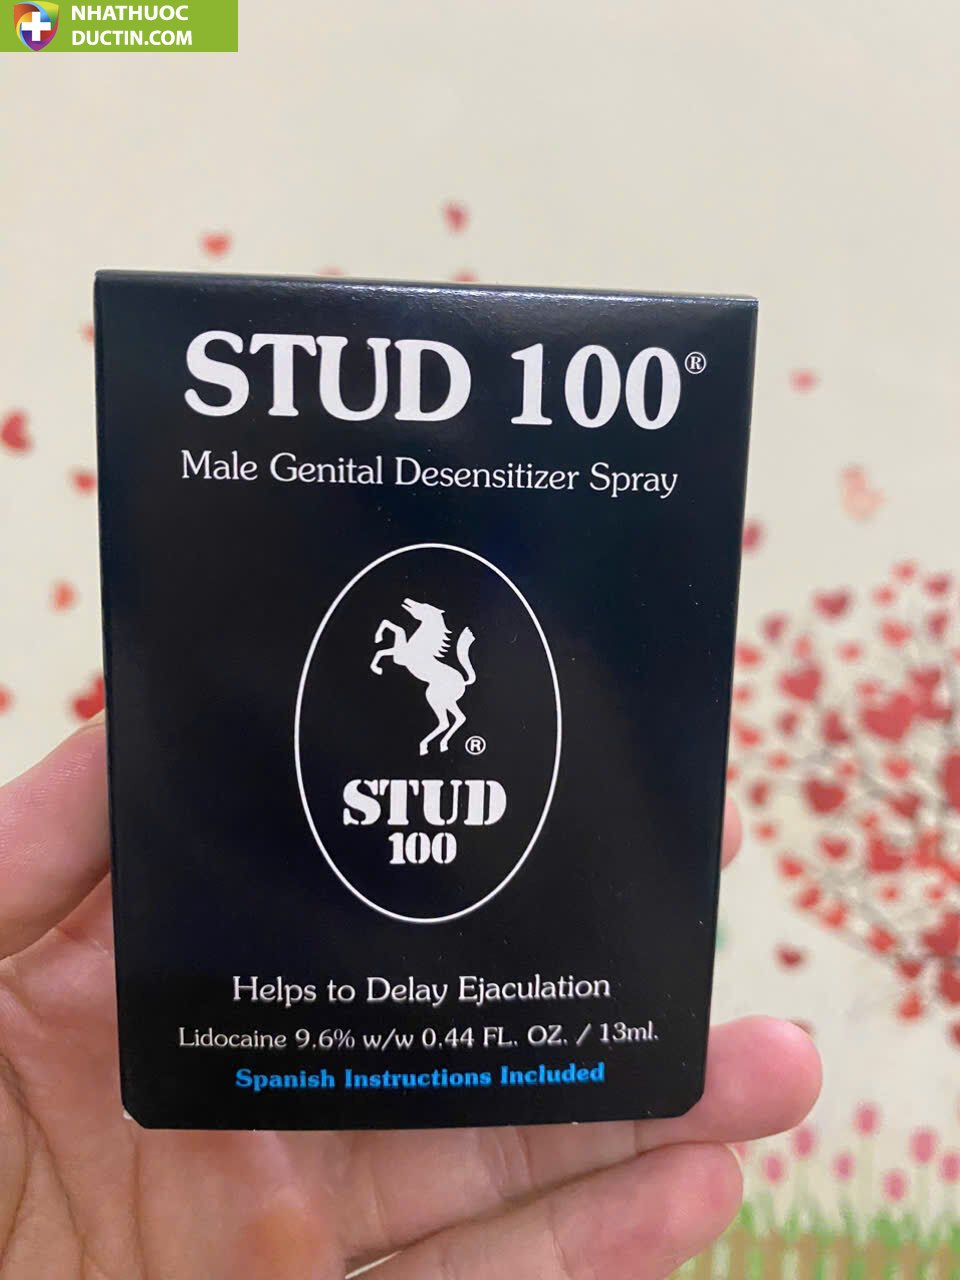 NHATHUOC
DUCTIN.COM
STUD 100®
Male Genital Desensitizer Spray
®
STUD
100
Helps to Delay Ejaculation
Lidocaine 9.6% w/w 0.44 FL. OZ. / 13ml.
Spanish Instructions Included